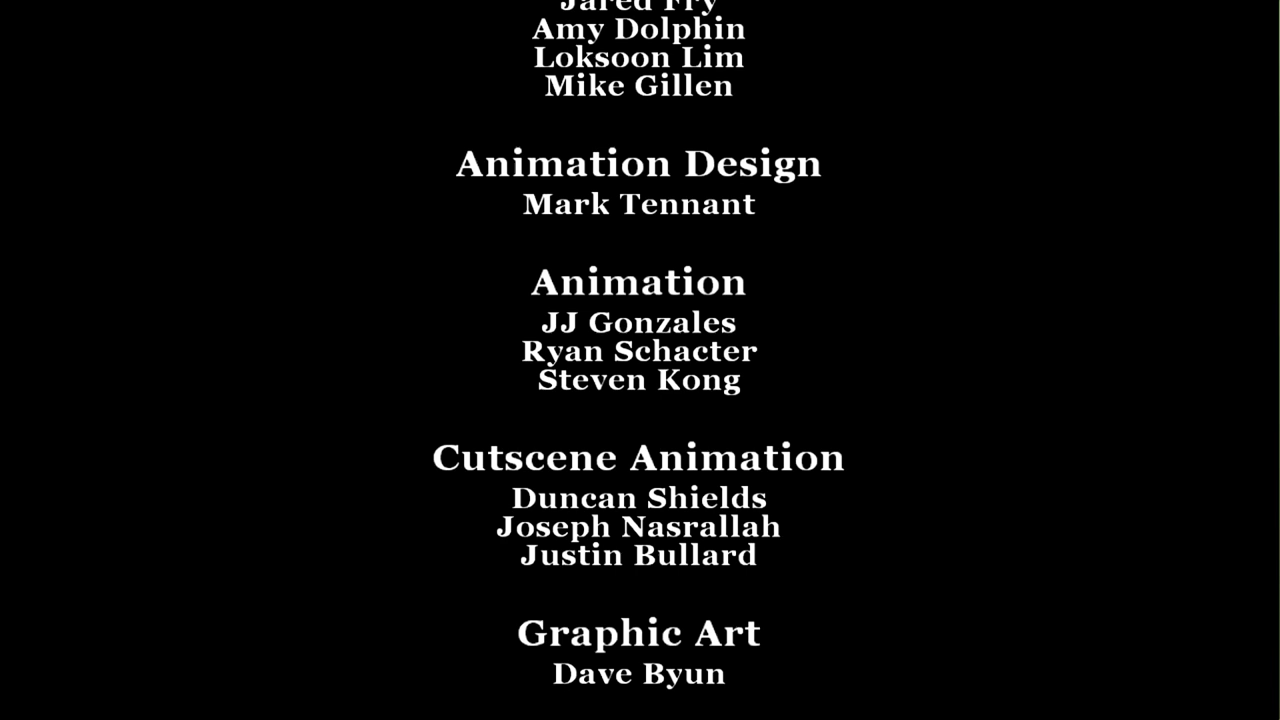 Jared Fry
Amy Dolphin
Loksoon Lim
Mike Gillen
Animation Design
Mark Tennant
Animation
JJ Gonzales
Ryan Schacter
Steven Kong
Cutscene Animation
Duncan Shields
Joseph Nasrallah
Justin Bullard
Graphic Art
Dave Byun